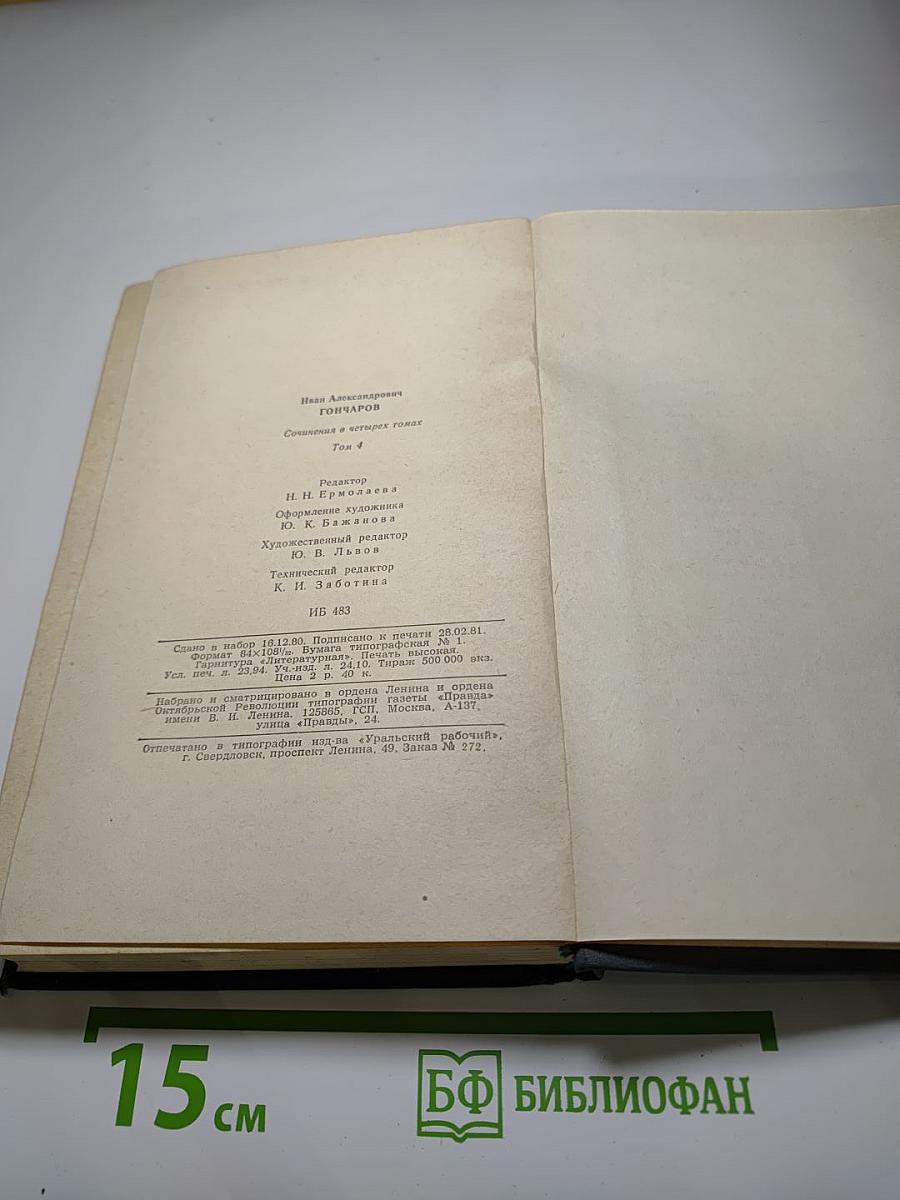 Иван Александрович
ГОНЧАРОВ
Сочинения в четырех томах
Том 4
Редактор
Н. Н. Ермолаева
Оформление художника
Ю. К. Бажанова
Художественный редактор
Ю. В. Львов
Технический редактор
К. И. Заботина
ИБ 483
Сдано в набор 16.12.80. Подписано к печати 28.02.81.
Формат 84×108¹/₃₂. Бумага типографская № 1.
Гарнитура «Литературная». Печать высокая.
Усл. печ. л. 23,94. Уч.-изд. л. 24,10. Тираж 500 000 экз.
Цена 2 р. 40 к.
Набрано и сматрицировано в ордена Ленина и ордена
Октябрьской Революции типографии газеты «Правда»
имени В. И. Ленина. 125865, ГСП, Москва, А-137,
улица «Правды», 24.
Отпечатано в типографии изд-ва «Уральский рабочий»,
г. Свердловск, проспект Ленина, 49. Заказ № 272.
15 см
БФ БИБЛИОФАН